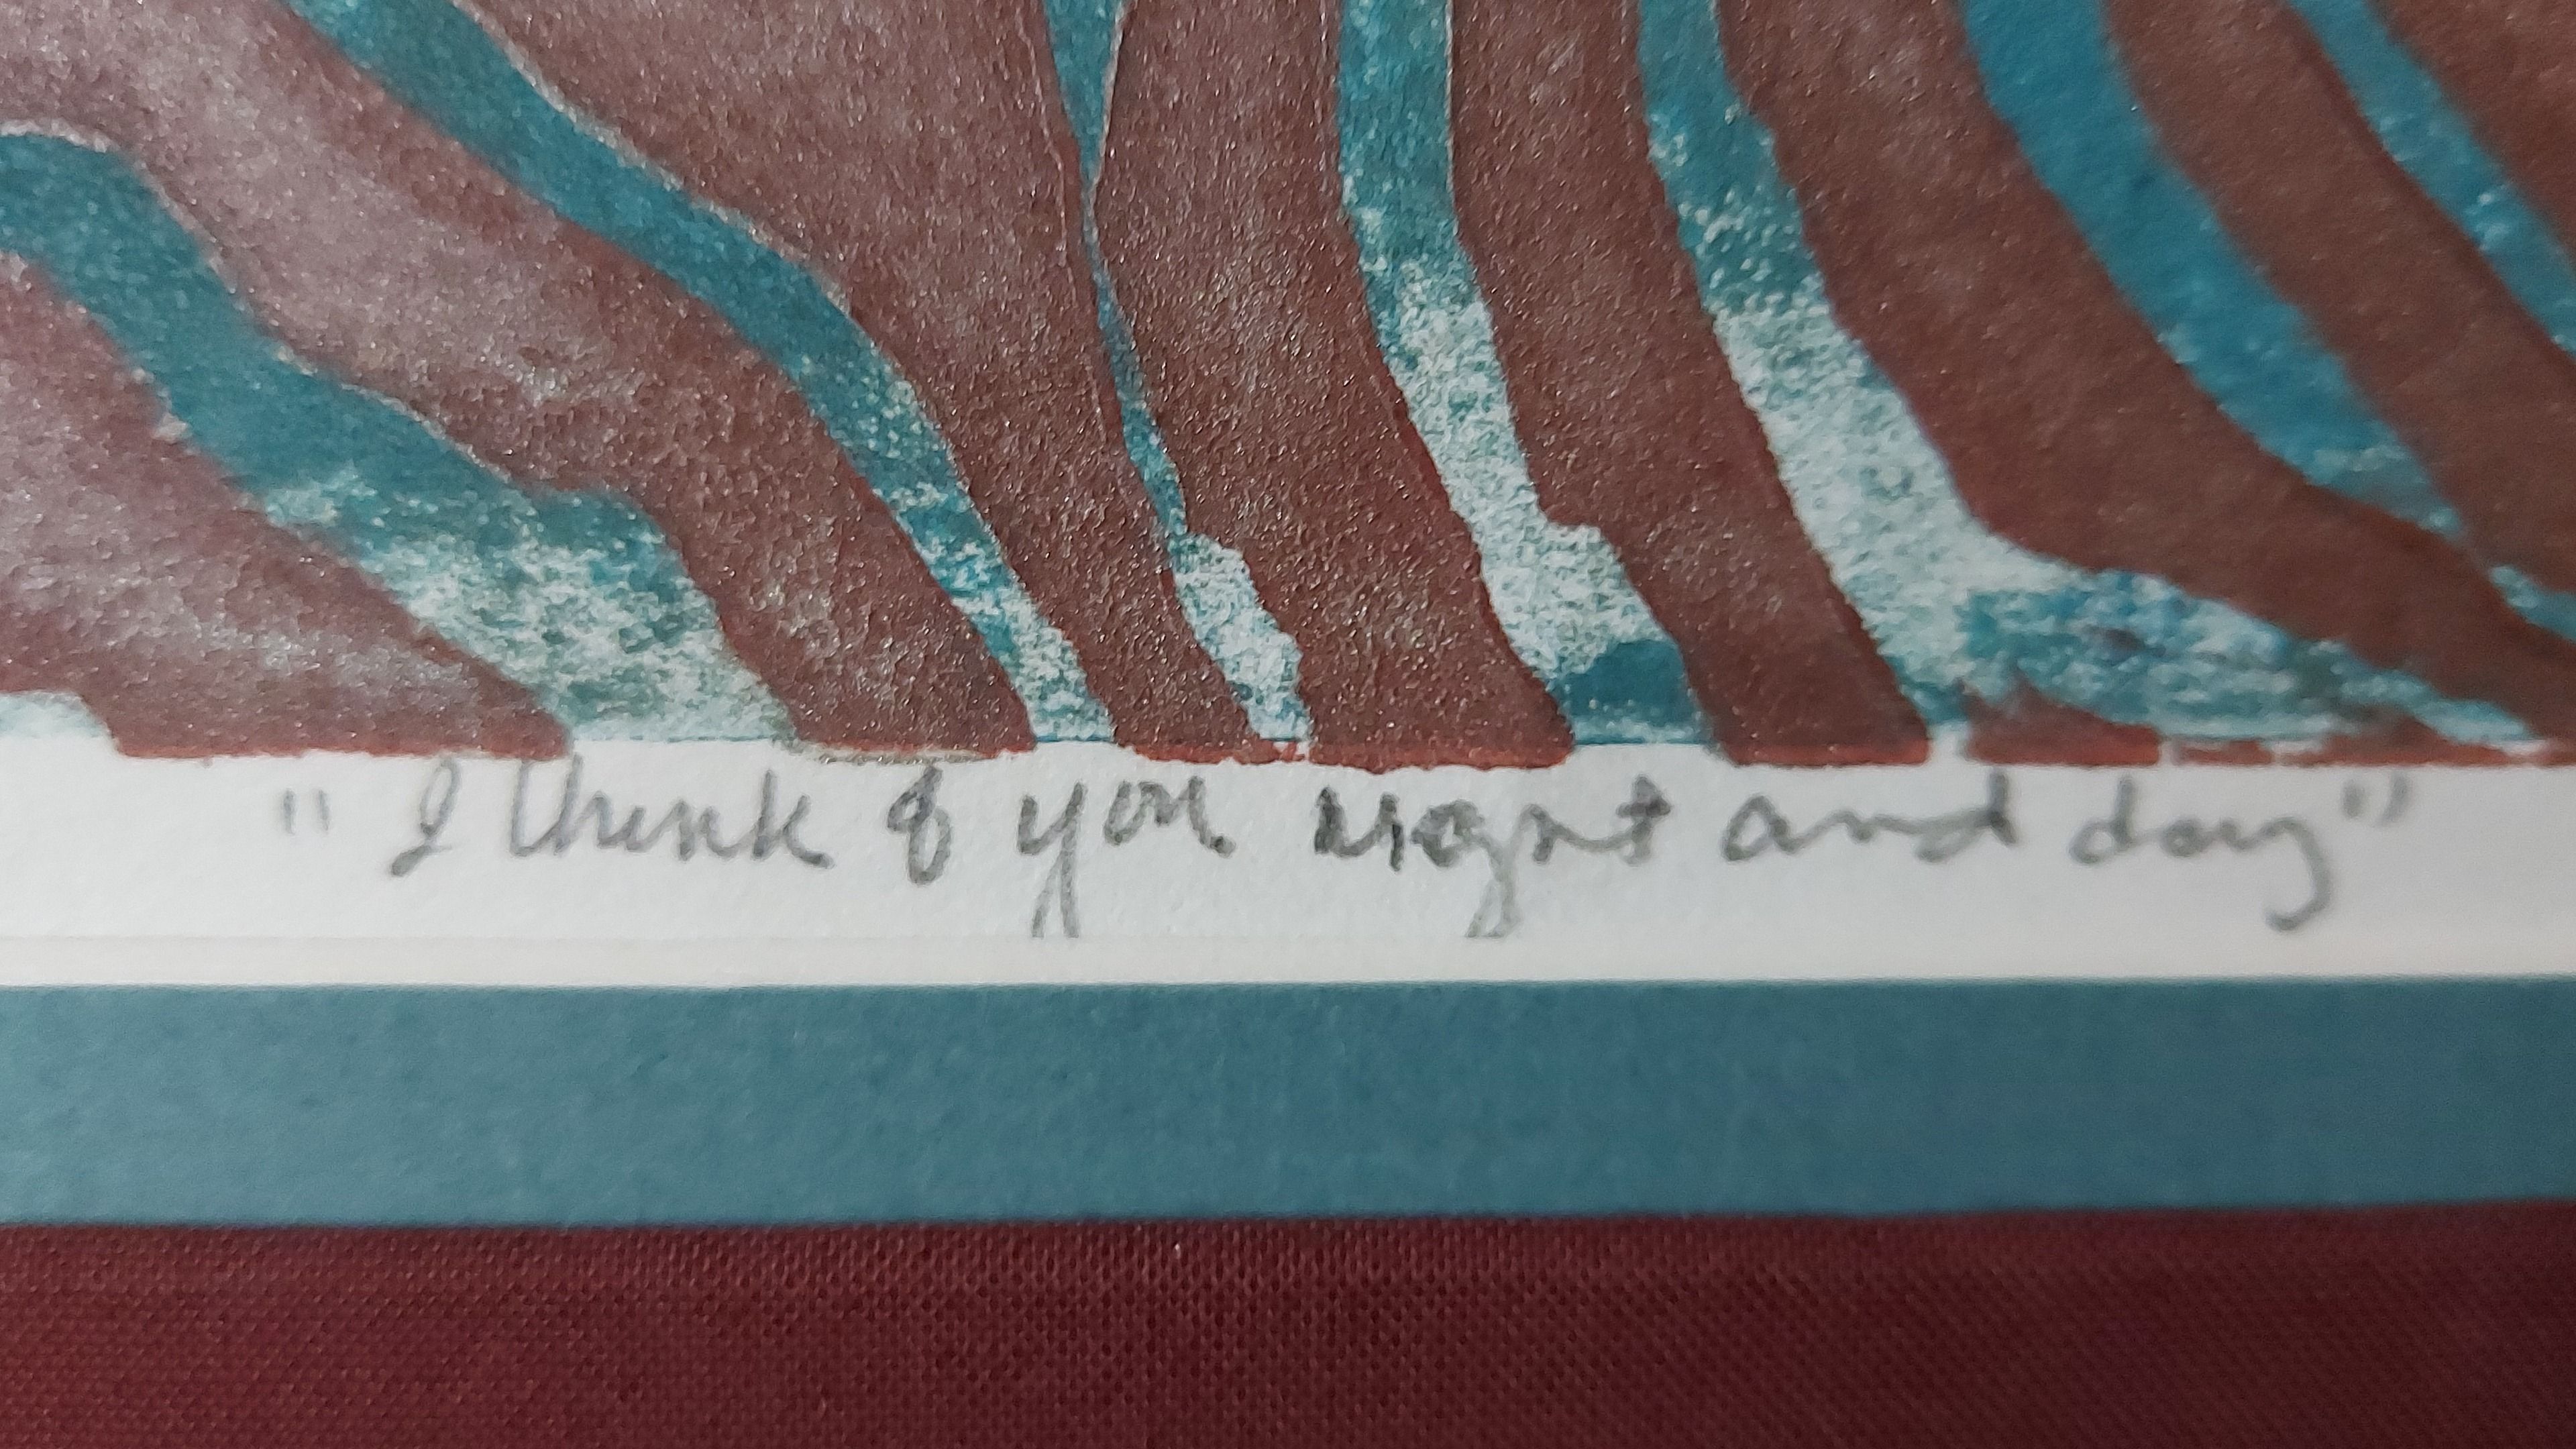 "I think of you night and day"